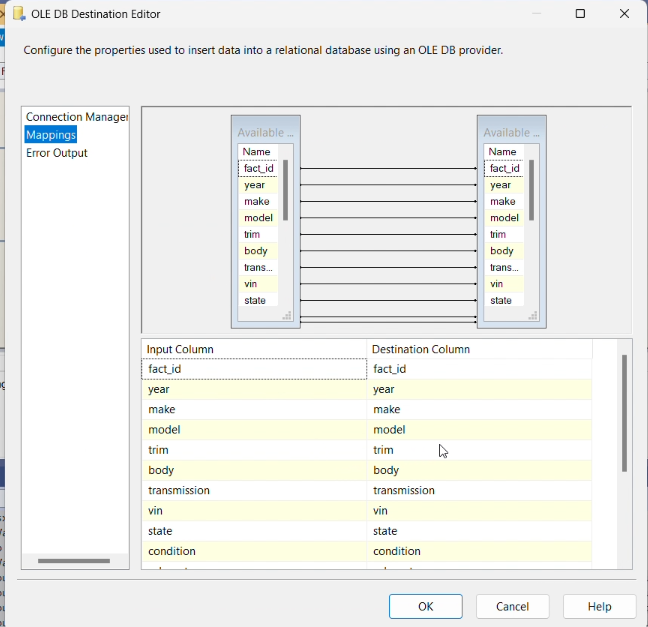 OLE DB Destination Editor
Configure the properties used to insert data into a relational database using an OLE DB provider.
Connection Manager
Mappings
Error Output
Available ... Available ...
Name Name
fact_id fact_id
year year
make make
model model
trim trim
body body
trans... trans...
vin vin
state state
Input Column Destination Column
fact_id fact_id
year year
make make
model model
trim trim
body body
transmission transmission
vin vin
state state
condition condition
OK Cancel Help